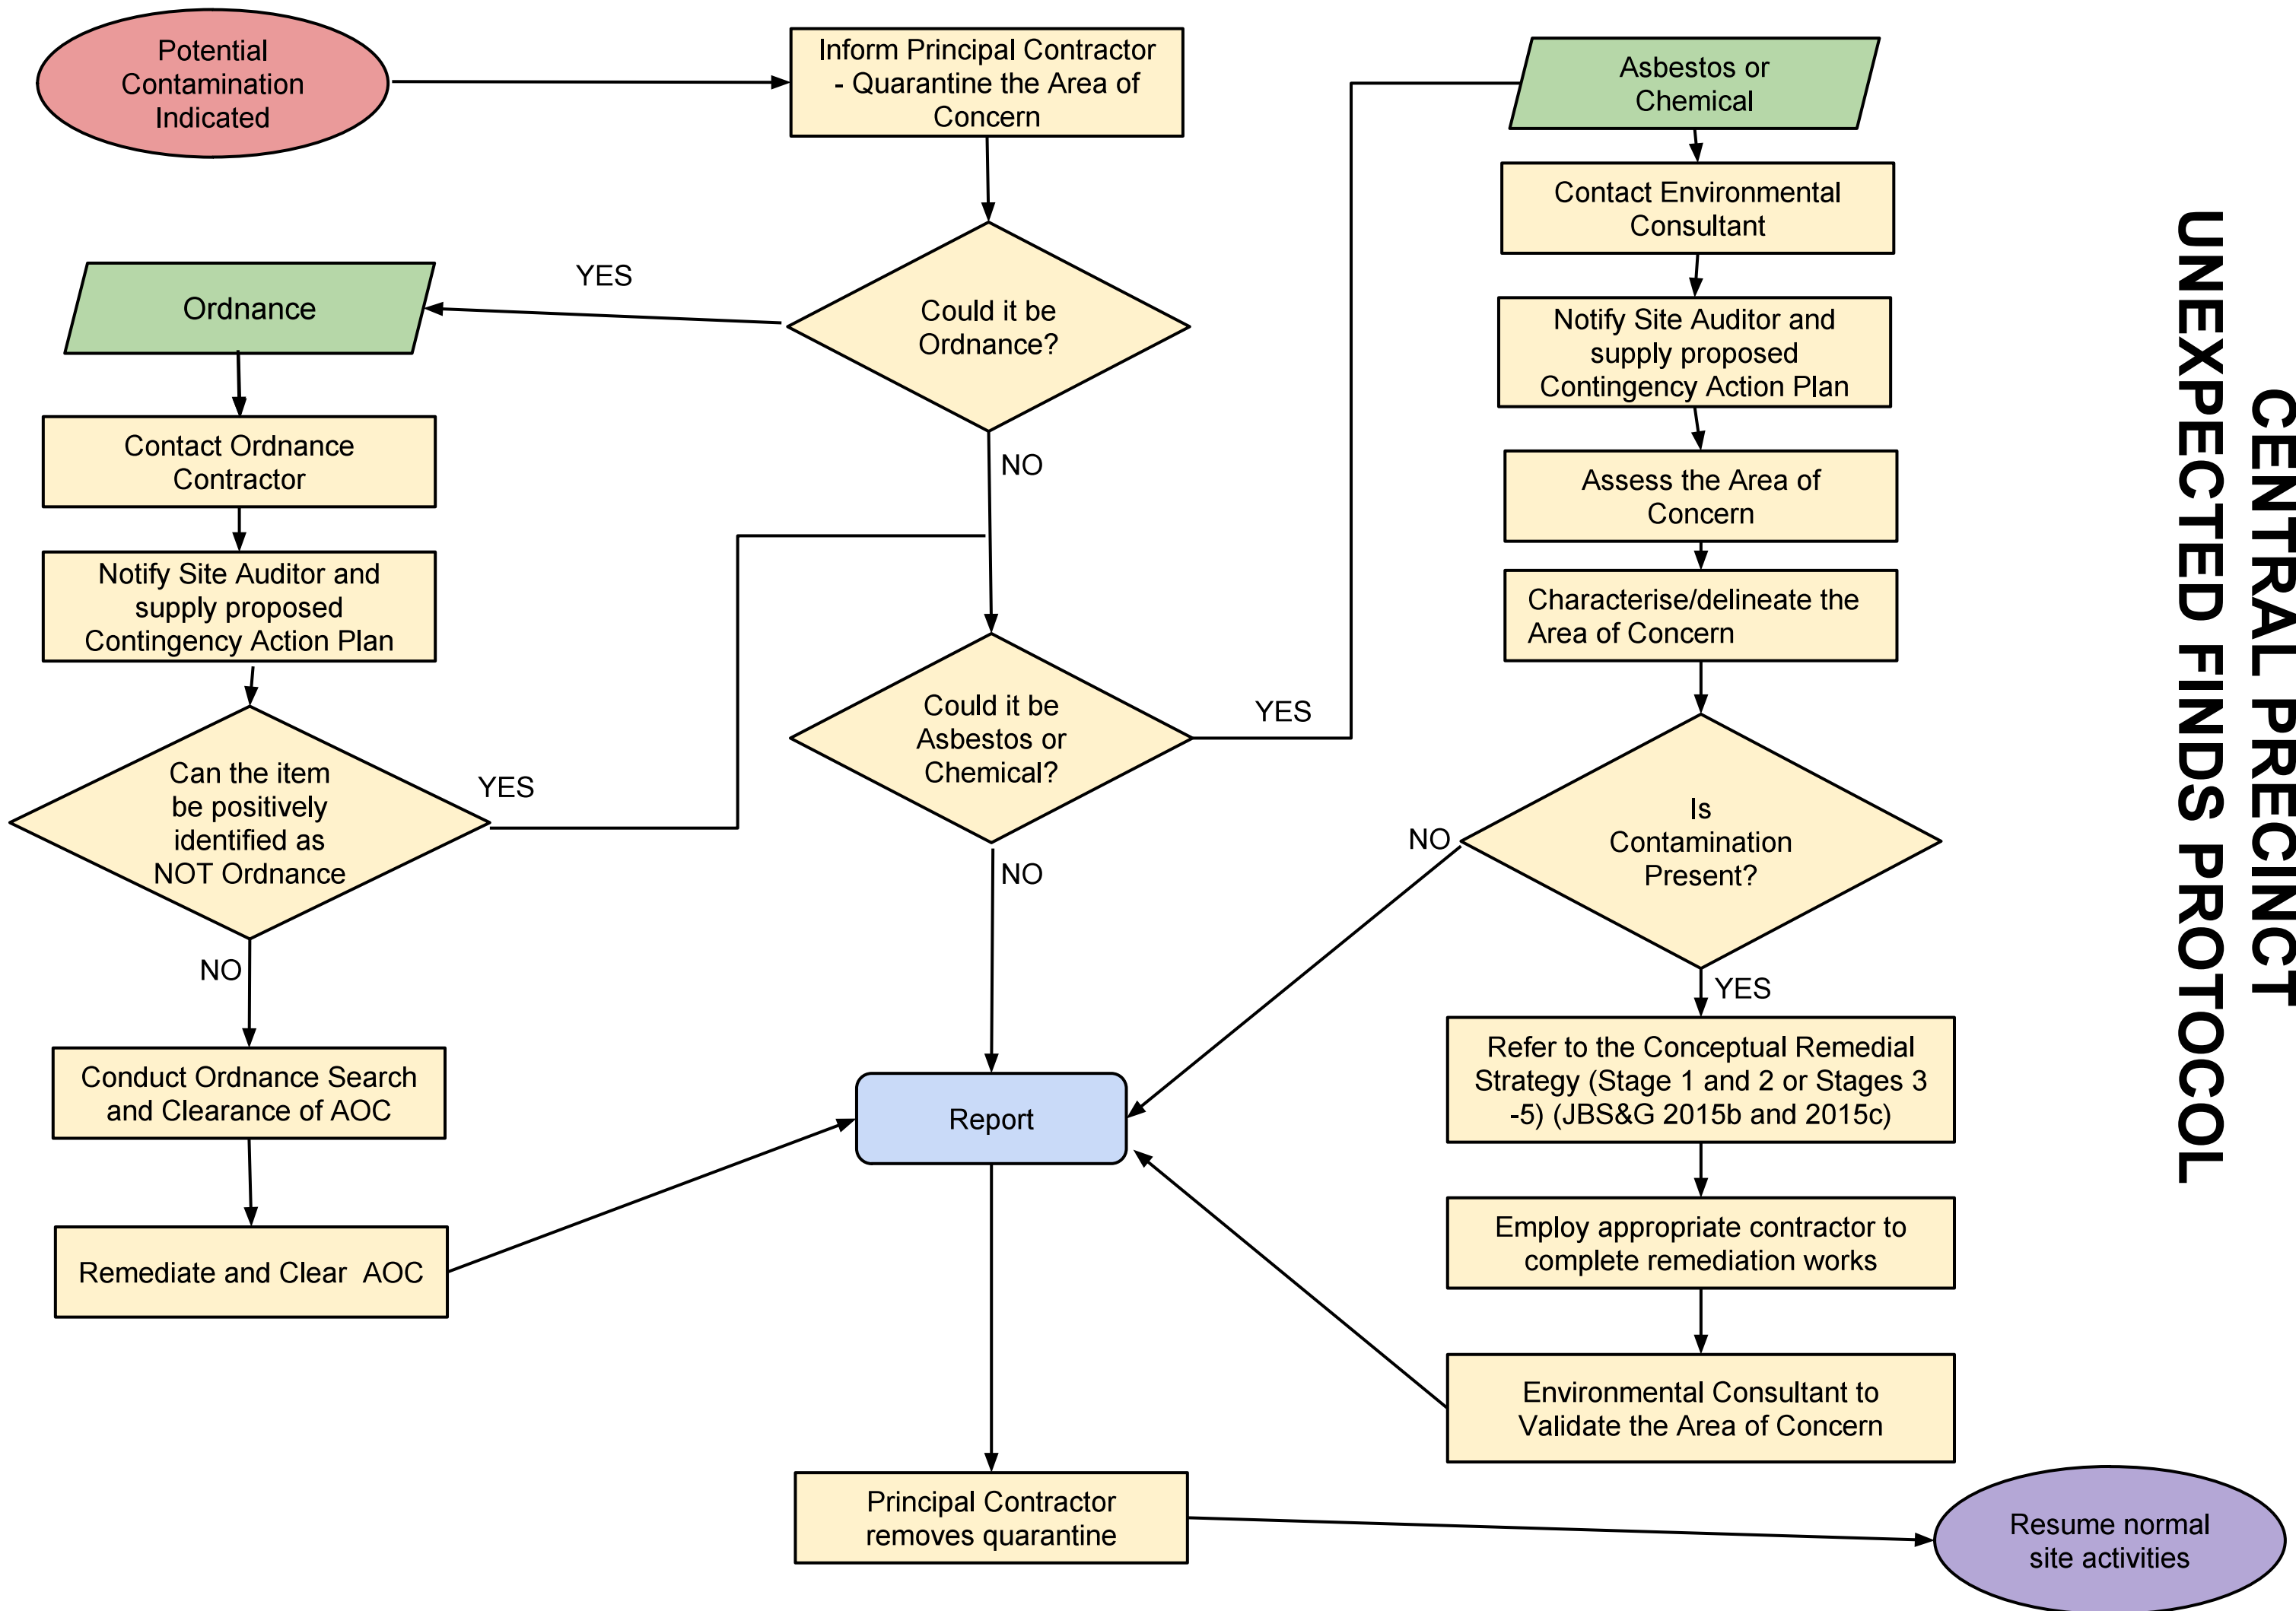 CENTRAL PRECINCT
UNEXPECTED FINDS PROTOCOL
Potential
Contamination
Indicated
Inform Principal Contractor
- Quarantine the Area of
Concern
Could it be
Ordnance?
YES
NO
Ordnance
Contact Ordnance
Contractor
Notify Site Auditor and
supply proposed
Contingency Action Plan
Can the item
be positively
identified as
NOT Ordnance
YES
NO
Conduct Ordnance Search
and Clearance of AOC
Remediate and Clear AOC
Could it be
Asbestos or
Chemical?
YES
NO
Asbestos or
Chemical
Contact Environmental
Consultant
Notify Site Auditor and
supply proposed
Contingency Action Plan
Assess the Area of
Concern
Characterise/delineate the
Area of Concern
Is
Contamination
Present?
NO
YES
Refer to the Conceptual Remedial
Strategy (Stage 1 and 2 or Stages 3
-5) (JBS&G 2015b and 2015c)
Employ appropriate contractor to
complete remediation works
Environmental Consultant to
Validate the Area of Concern
Report
Principal Contractor
removes quarantine
Resume normal
site activities